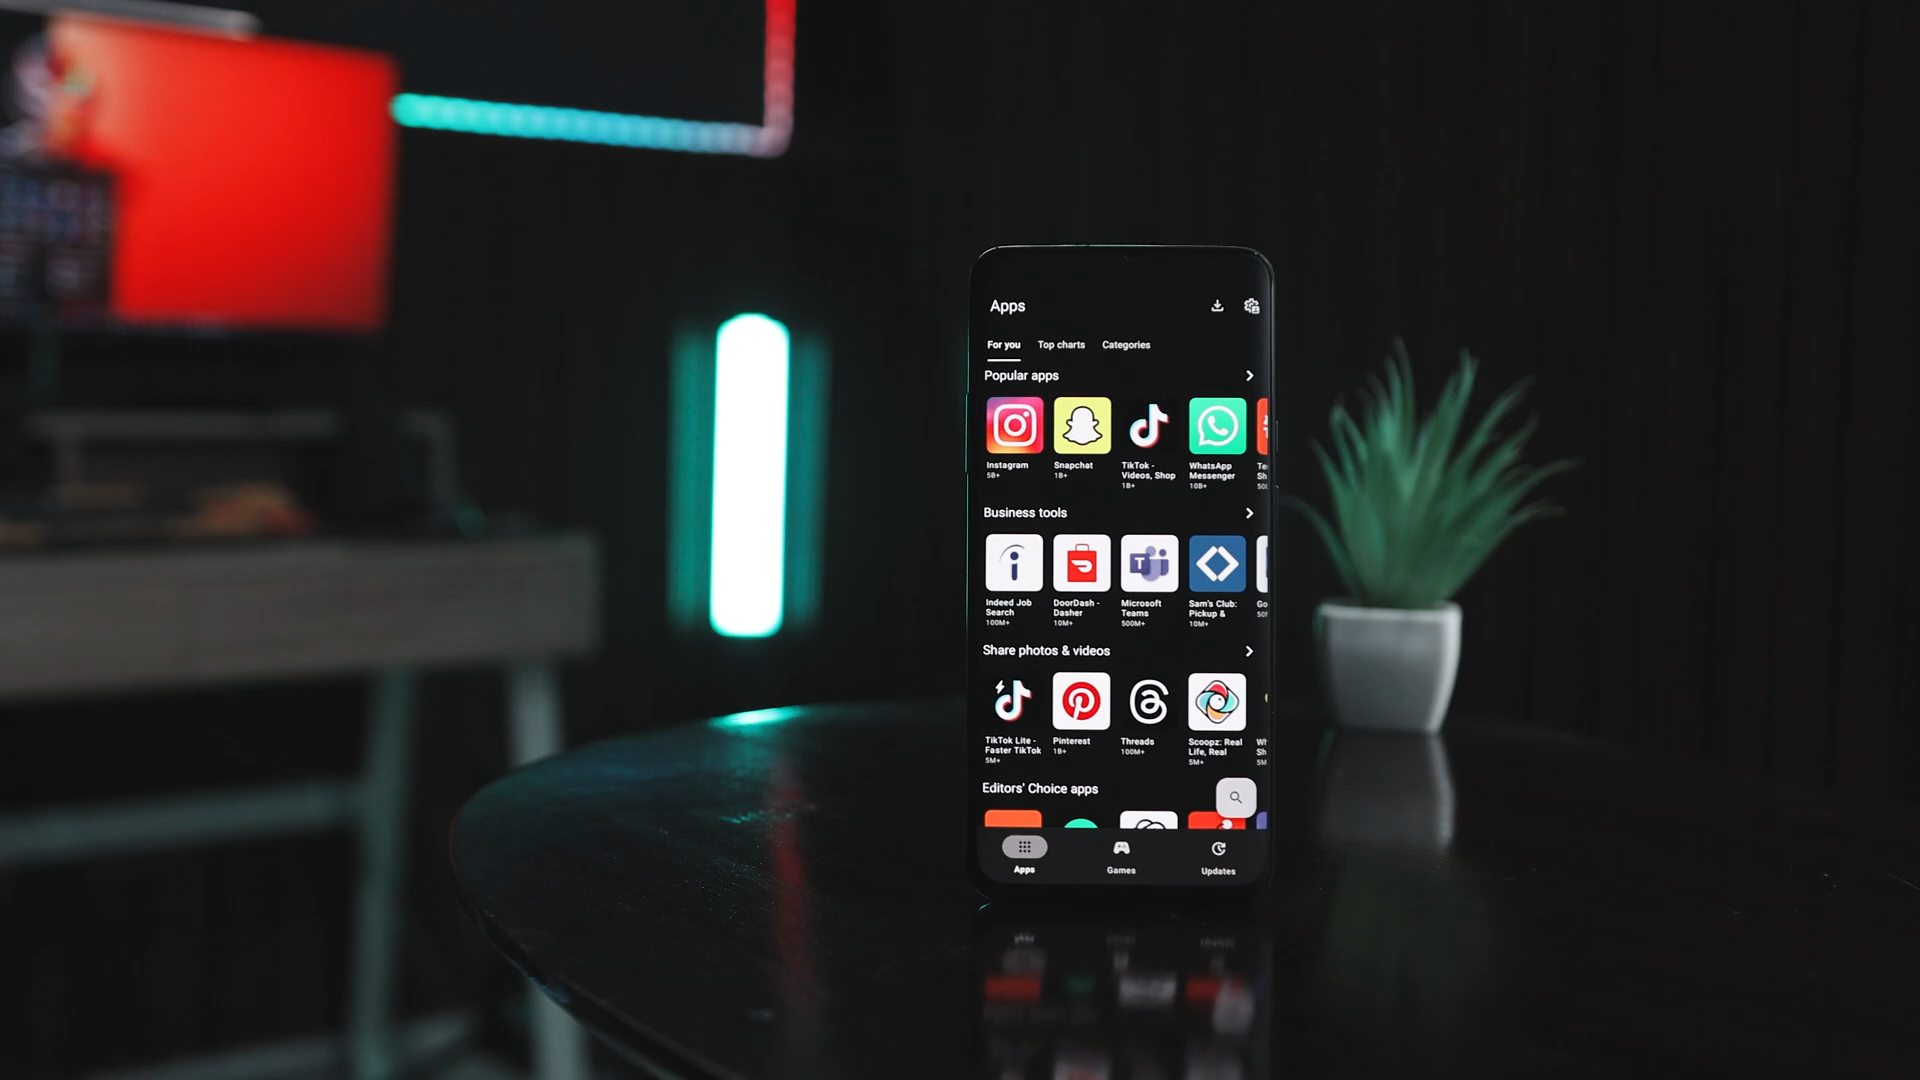 Apps
For you Top charts Categories
Popular apps
Instagram Snapchat TikTok - WhatsApp
Videos, Shop Messenger
5B+ 1B+ 1B+ 10B+
Business tools
Indeed Job DoorDash - Microsoft Sam's Club:
Search Dasher Teams Pickup &
100M+ 10M+ 500M+ 10M+
Share photos & videos
TikTok Lite - Pinterest Threads Scoopz: Real
Faster TikTok Life, Real
5M+ 1B+ 100M+ 5M+
Editors' Choice apps
Apps Games Updates